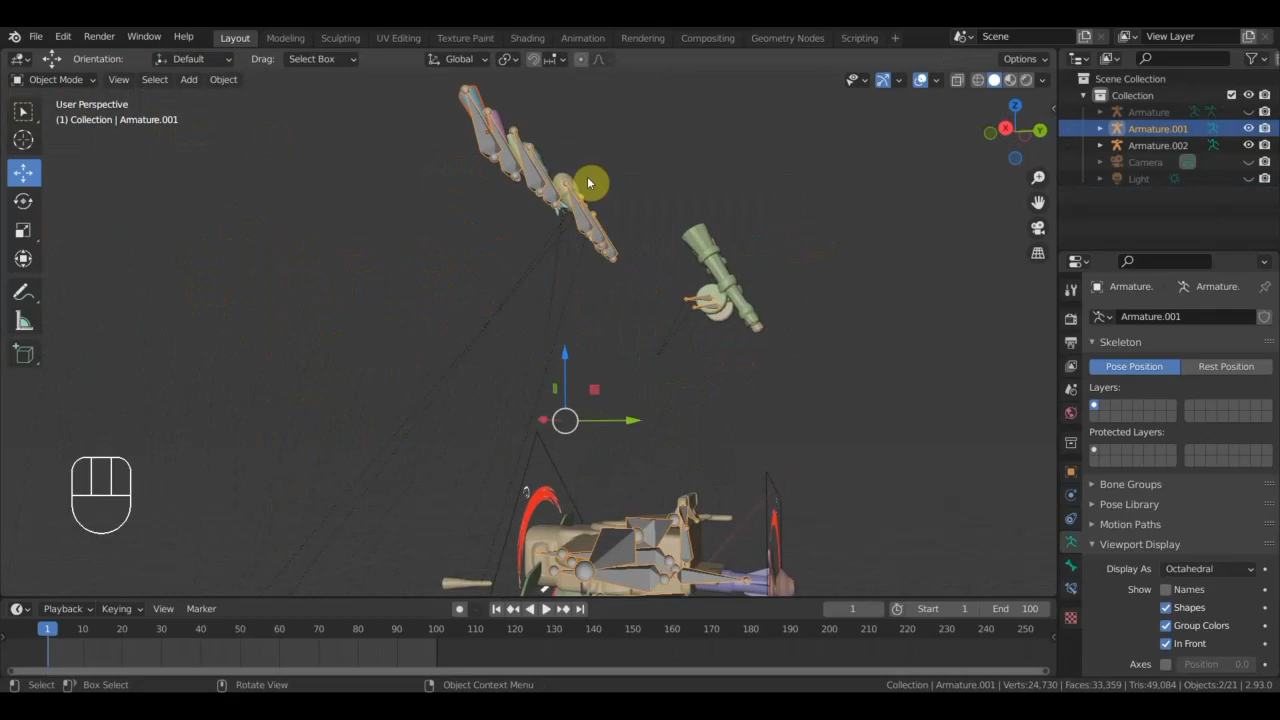 File Edit Render Window Help Layout Modeling Sculpting UV Editing Texture Paint Shading Animation Rendering Compositing Geometry Nodes Scripting + Scene View Layer
Orientation: Default Drag: Select Box Global Options
Object Mode View Select Add Object
User Perspective
(1) Collection | Armature.001
Z
X
Y
Scene Collection
Collection
Armature
Armature.001
Armature.002
Camera
Light
Armature. Armature.
Armature.001
Skeleton
Pose Position Rest Position
Layers:
Protected Layers:
Bone Groups
Pose Library
Motion Paths
Viewport Display
Display As Octahedral
Show Names
Shapes
Group Colors
In Front
Axes Position 0.0
Playback Keying View Marker 1 Start 1 End 100
1 10 20 30 40 50 60 70 80 90 100 110 120 130 140 150 160 170 180 190 200 210 220 230 240 250
Select Box Select Rotate View Object Context Menu Collection | Armature.001 | Verts:24,730 | Faces:33,359 | Tris:49,084 | Objects:2/21 | 2.93.0